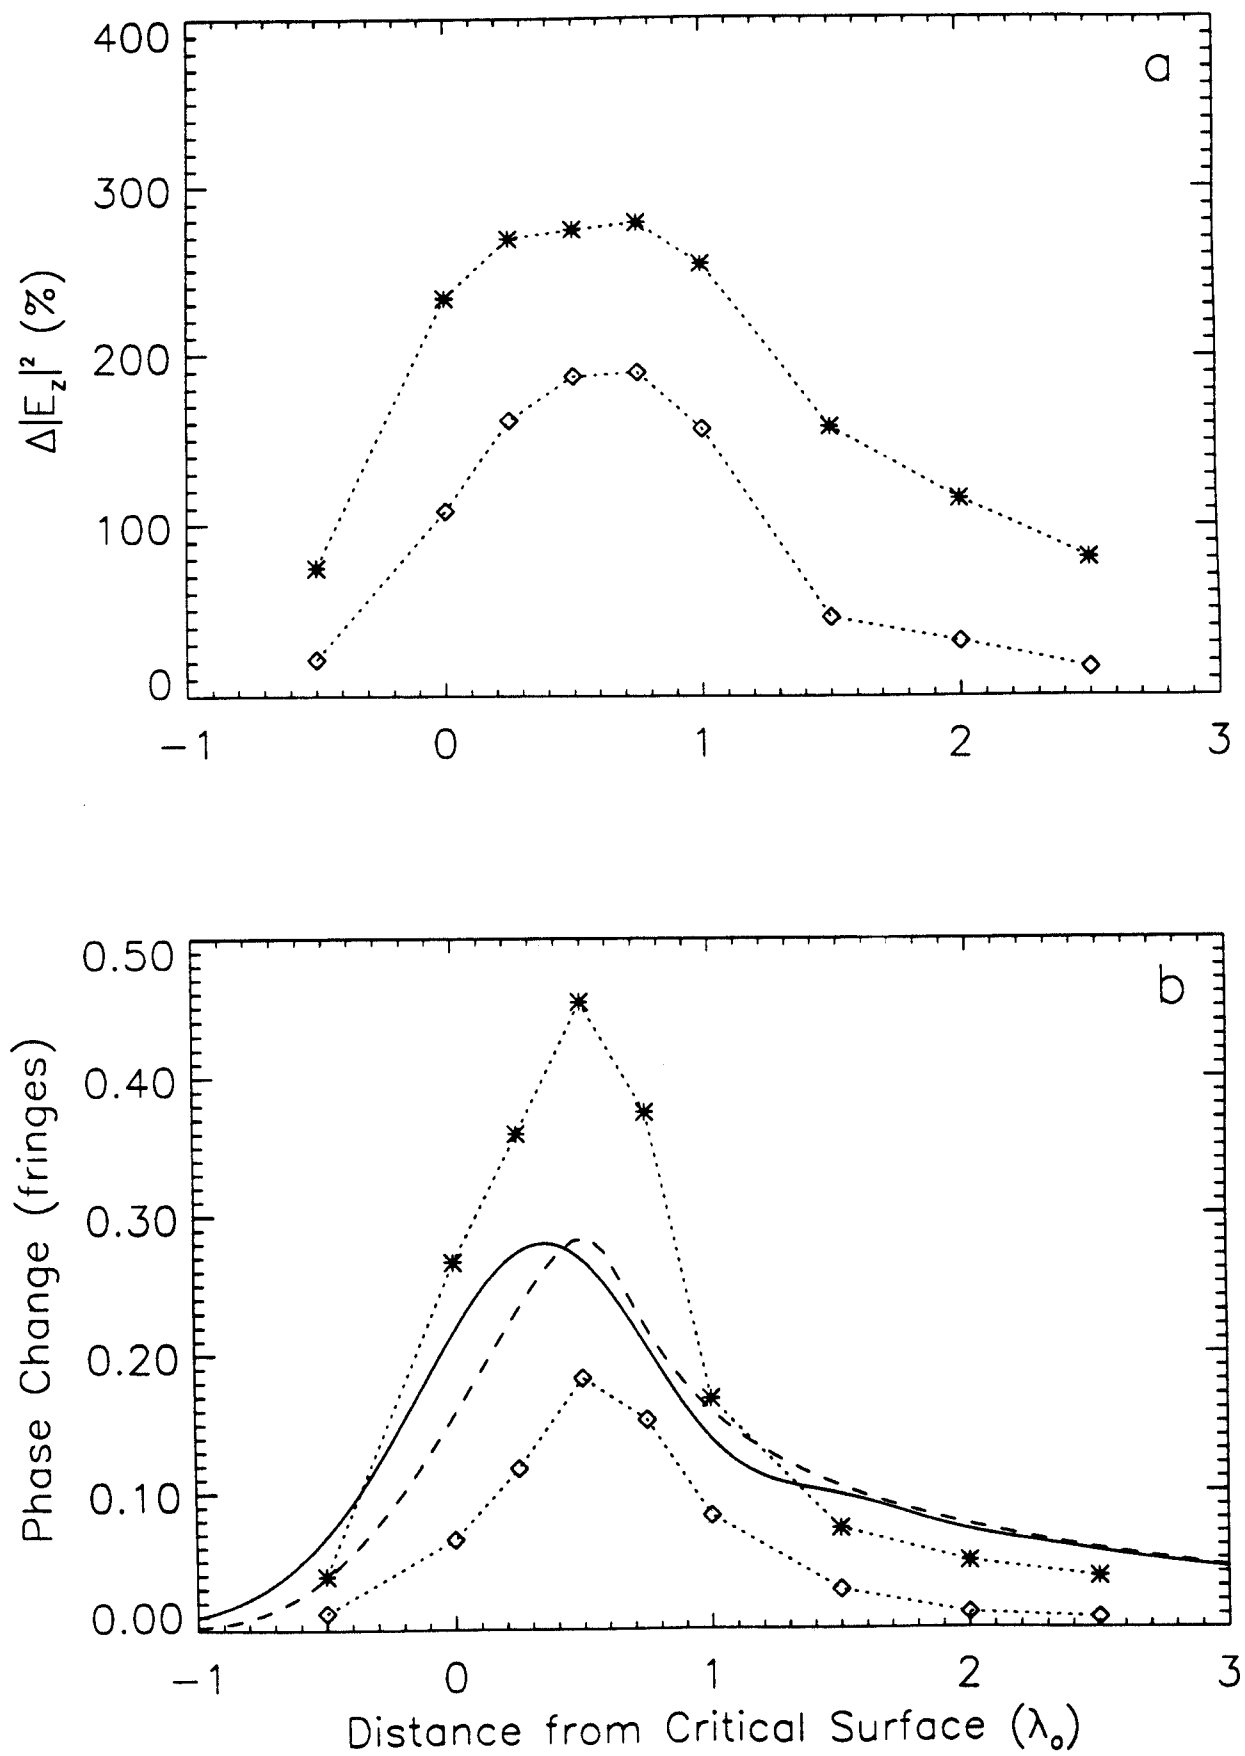 a
400
300
200
100
0
Δ|E_z|² (%)
−1 0 1 2 3
b
0.50
0.40
0.30
0.20
0.10
0.00
Phase Change (fringes)
−1 0 1 2 3
Distance from Critical Surface (λ₀)